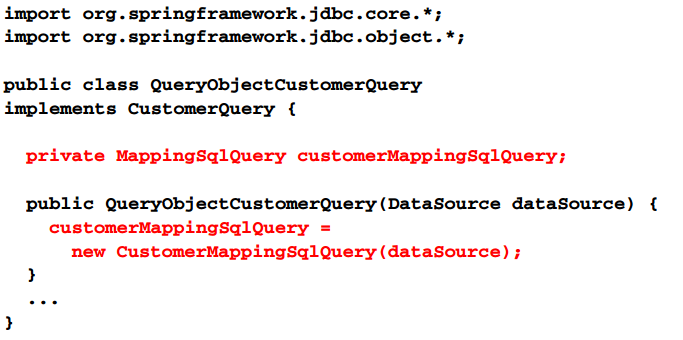 import org.springframework.jdbc.core.*;
import org.springframework.jdbc.object.*;
public class QueryObjectCustomerQuery
implements CustomerQuery {
private MappingSqlQuery customerMappingSqlQuery;
public QueryObjectCustomerQuery(DataSource dataSource) {
customerMappingSqlQuery =
new CustomerMappingSqlQuery(dataSource);
}
...
}